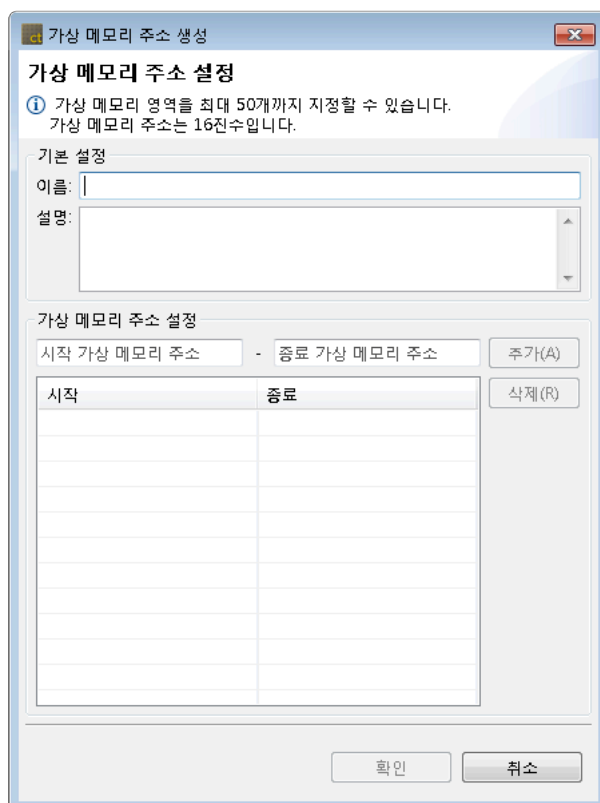 ct 가상 메모리 주소 생성
가상 메모리 주소 설정
가상 메모리 영역을 최대 50개까지 지정할 수 있습니다.
가상 메모리 주소는 16진수입니다.
기본 설정
이름:
설명:
가상 메모리 주소 설정
시작 가상 메모리 주소 - 종료 가상 메모리 주소 추가(A)
시작 종료 삭제(R)
확인 취소